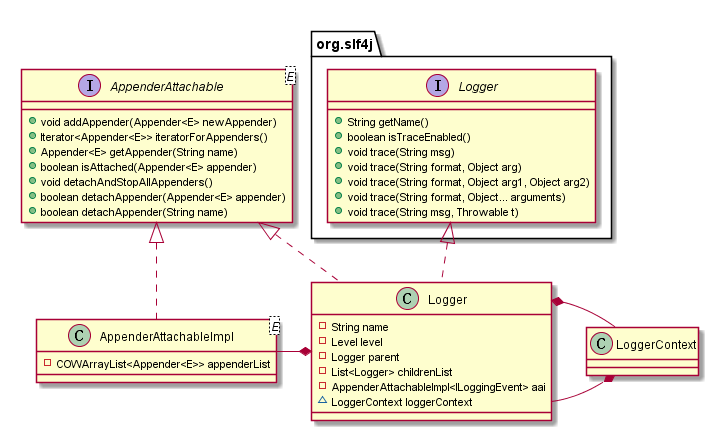 org.slf4j
I AppenderAttachable E
void addAppender(Appender<E> newAppender)
Iterator<Appender<E>> iteratorForAppenders()
Appender<E> getAppender(String name)
boolean isAttached(Appender<E> appender)
void detachAndStopAllAppenders()
boolean detachAppender(Appender<E> appender)
boolean detachAppender(String name)
I Logger
String getName()
boolean isTraceEnabled()
void trace(String msg)
void trace(String format, Object arg)
void trace(String format, Object arg1, Object arg2)
void trace(String format, Object... arguments)
void trace(String msg, Throwable t)
C AppenderAttachableImpl E
COWArrayList<Appender<E>> appenderList
C Logger
String name
Level level
Logger parent
List<Logger> childrenList
AppenderAttachableImpl<ILoggingEvent> aai
LoggerContext loggerContext
C LoggerContext